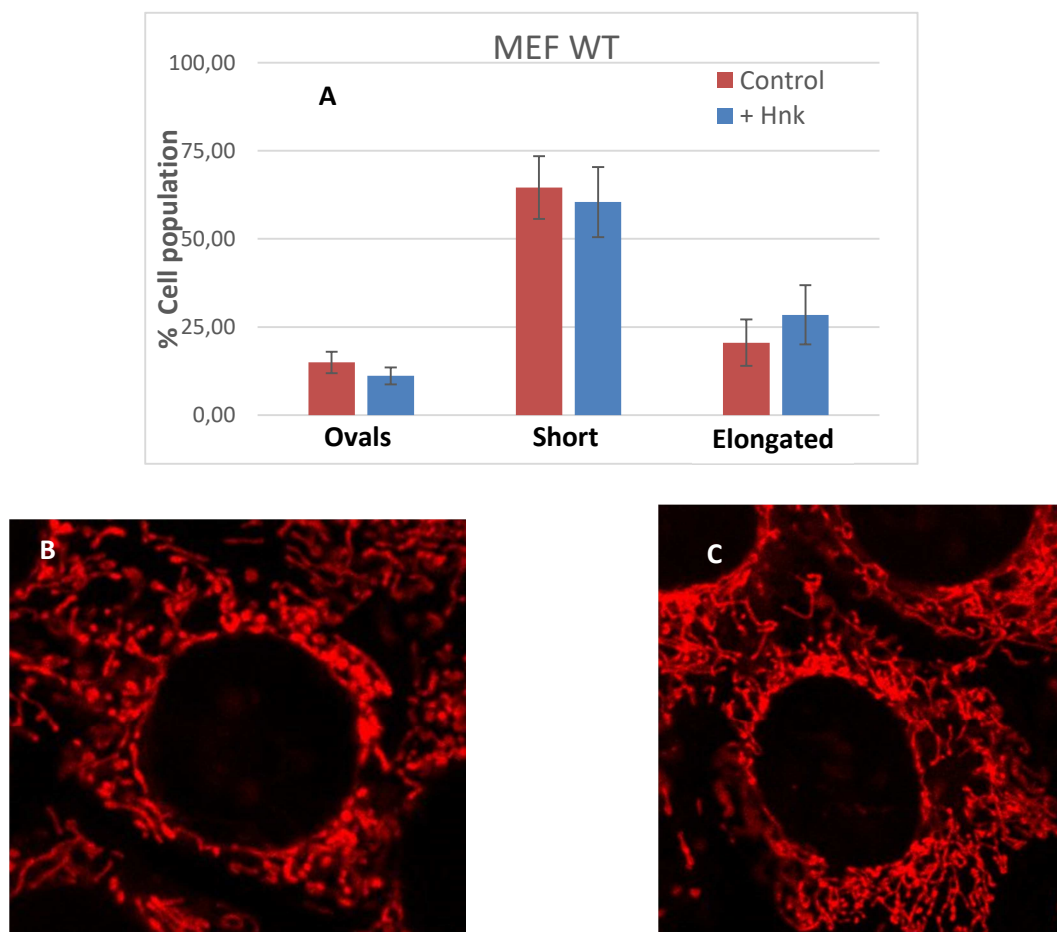 MEF WT
A
Control
+ Hnk
% Cell population
100,00
75,00
50,00
25,00
0,00
Ovals Short Elongated
B
C